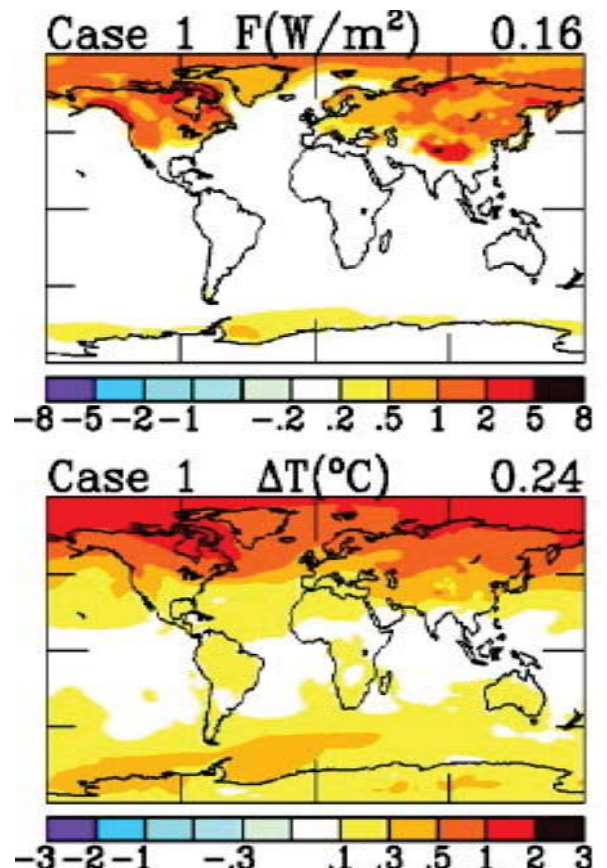 Case 1 F(W/m²) 0.16
-8 -5 -2 -1 -.2 .2 .5 1 2 5 8
Case 1 ΔT(°C) 0.24
-3 -2 -1 -.3 .1 .3 .5 1 2 3